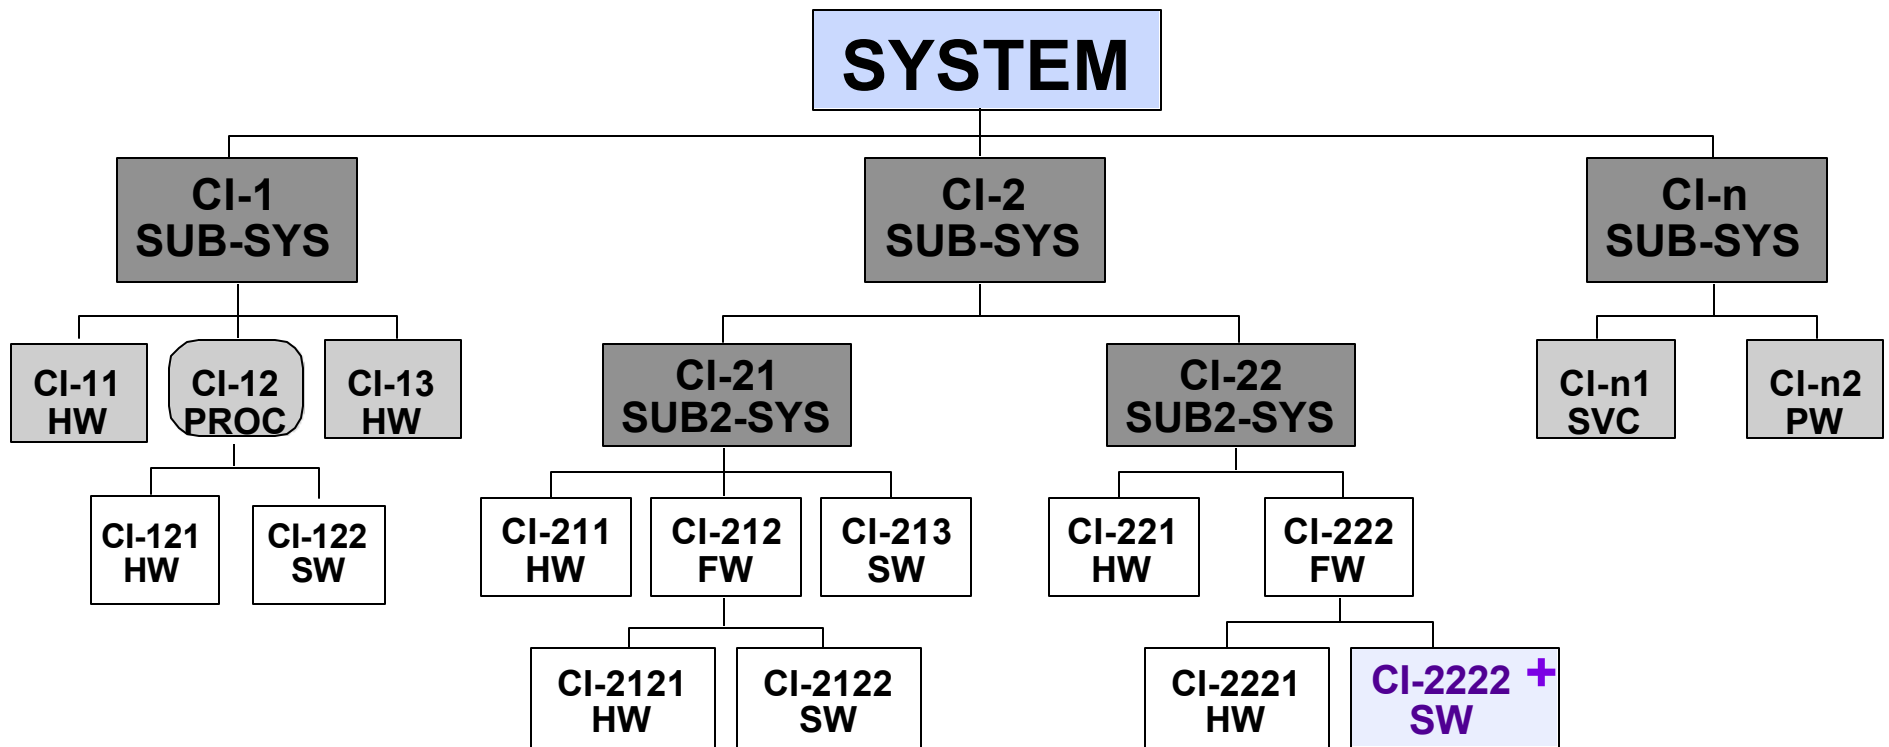 SYSTEM
CI-1
SUB-SYS
CI-2
SUB-SYS
CI-n
SUB-SYS
CI-11
HW
CI-12
PROC
CI-13
HW
CI-21
SUB2-SYS
CI-22
SUB2-SYS
CI-n1
SVC
CI-n2
PW
CI-121
HW
CI-122
SW
CI-211
HW
CI-212
FW
CI-213
SW
CI-221
HW
CI-222
FW
CI-2121
HW
CI-2122
SW
CI-2221
HW
CI-2222 +
SW